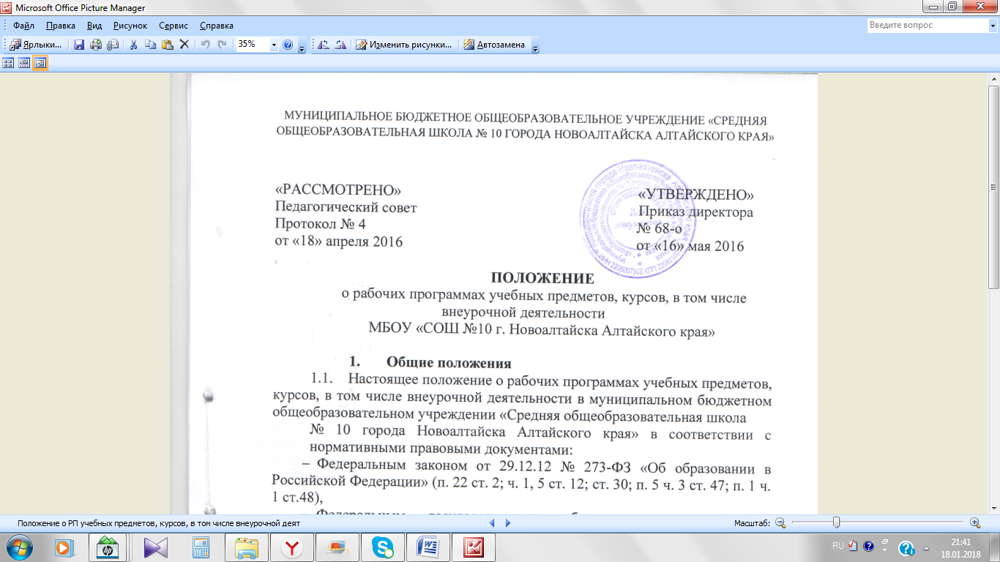 Microsoft Office Picture Manager
Файл Правка Вид Рисунок Сервис Справка
Введите вопрос
Ярлыки... 35% Изменить рисунки... Автозамена
МУНИЦИПАЛЬНОЕ БЮДЖЕТНОЕ ОБЩЕОБРАЗОВАТЕЛЬНОЕ УЧРЕЖДЕНИЕ «СРЕДНЯЯ
ОБЩЕОБРАЗОВАТЕЛЬНАЯ ШКОЛА № 10 ГОРОДА НОВОАЛТАЙСКА АЛТАЙСКОГО КРАЯ»
«РАССМОТРЕНО»
Педагогический совет
Протокол № 4
от «18» апреля 2016
«УТВЕРЖДЕНО»
Приказ директора
№ 68-о
от «16» мая 2016
ПОЛОЖЕНИЕ
о рабочих программах учебных предметов, курсов, в том числе
внеурочной деятельности
МБОУ «СОШ №10 г. Новоалтайска Алтайского края»
1. Общие положения
1.1. Настоящее положение о рабочих программах учебных предметов,
курсов, в том числе внеурочной деятельности в муниципальном бюджетном
общеобразовательном учреждении «Средняя общеобразовательная школа
№ 10 города Новоалтайска Алтайского края» в соответствии с
нормативными правовыми документами:
– Федеральным законом от 29.12.12 № 273-ФЗ «Об образовании в
Российской Федерации» (п. 22 ст. 2; ч. 1, 5 ст. 12; ст. 30; п. 5 ч. 3 ст. 47; п. 1 ч.
1 ст.48),
– Федеральным
Положение о РП учебных предметов, курсов, в том числе внеурочной деят
Масштаб:
RU
21:41
18.01.2018